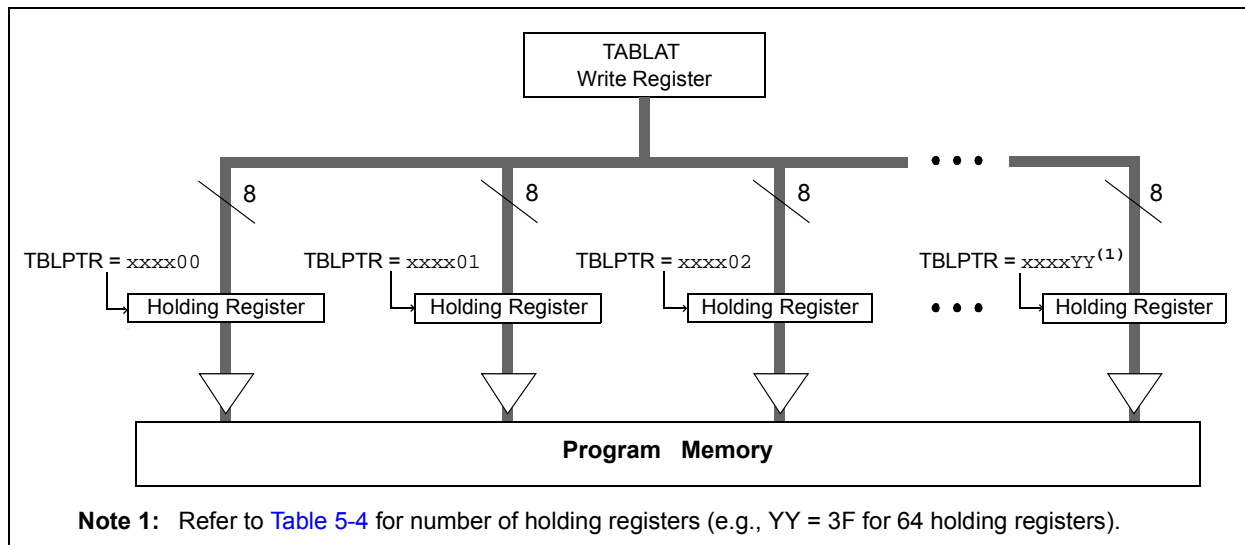 TABLAT
Write Register
• • •
8 8 8 8
TBLPTR = xxxx00 TBLPTR = xxxx01 TBLPTR = xxxx02 TBLPTR = xxxxYY(1)
Holding Register Holding Register Holding Register • • • Holding Register
Program Memory
Note 1: Refer to Table 5-4 for number of holding registers (e.g., YY = 3F for 64 holding registers).